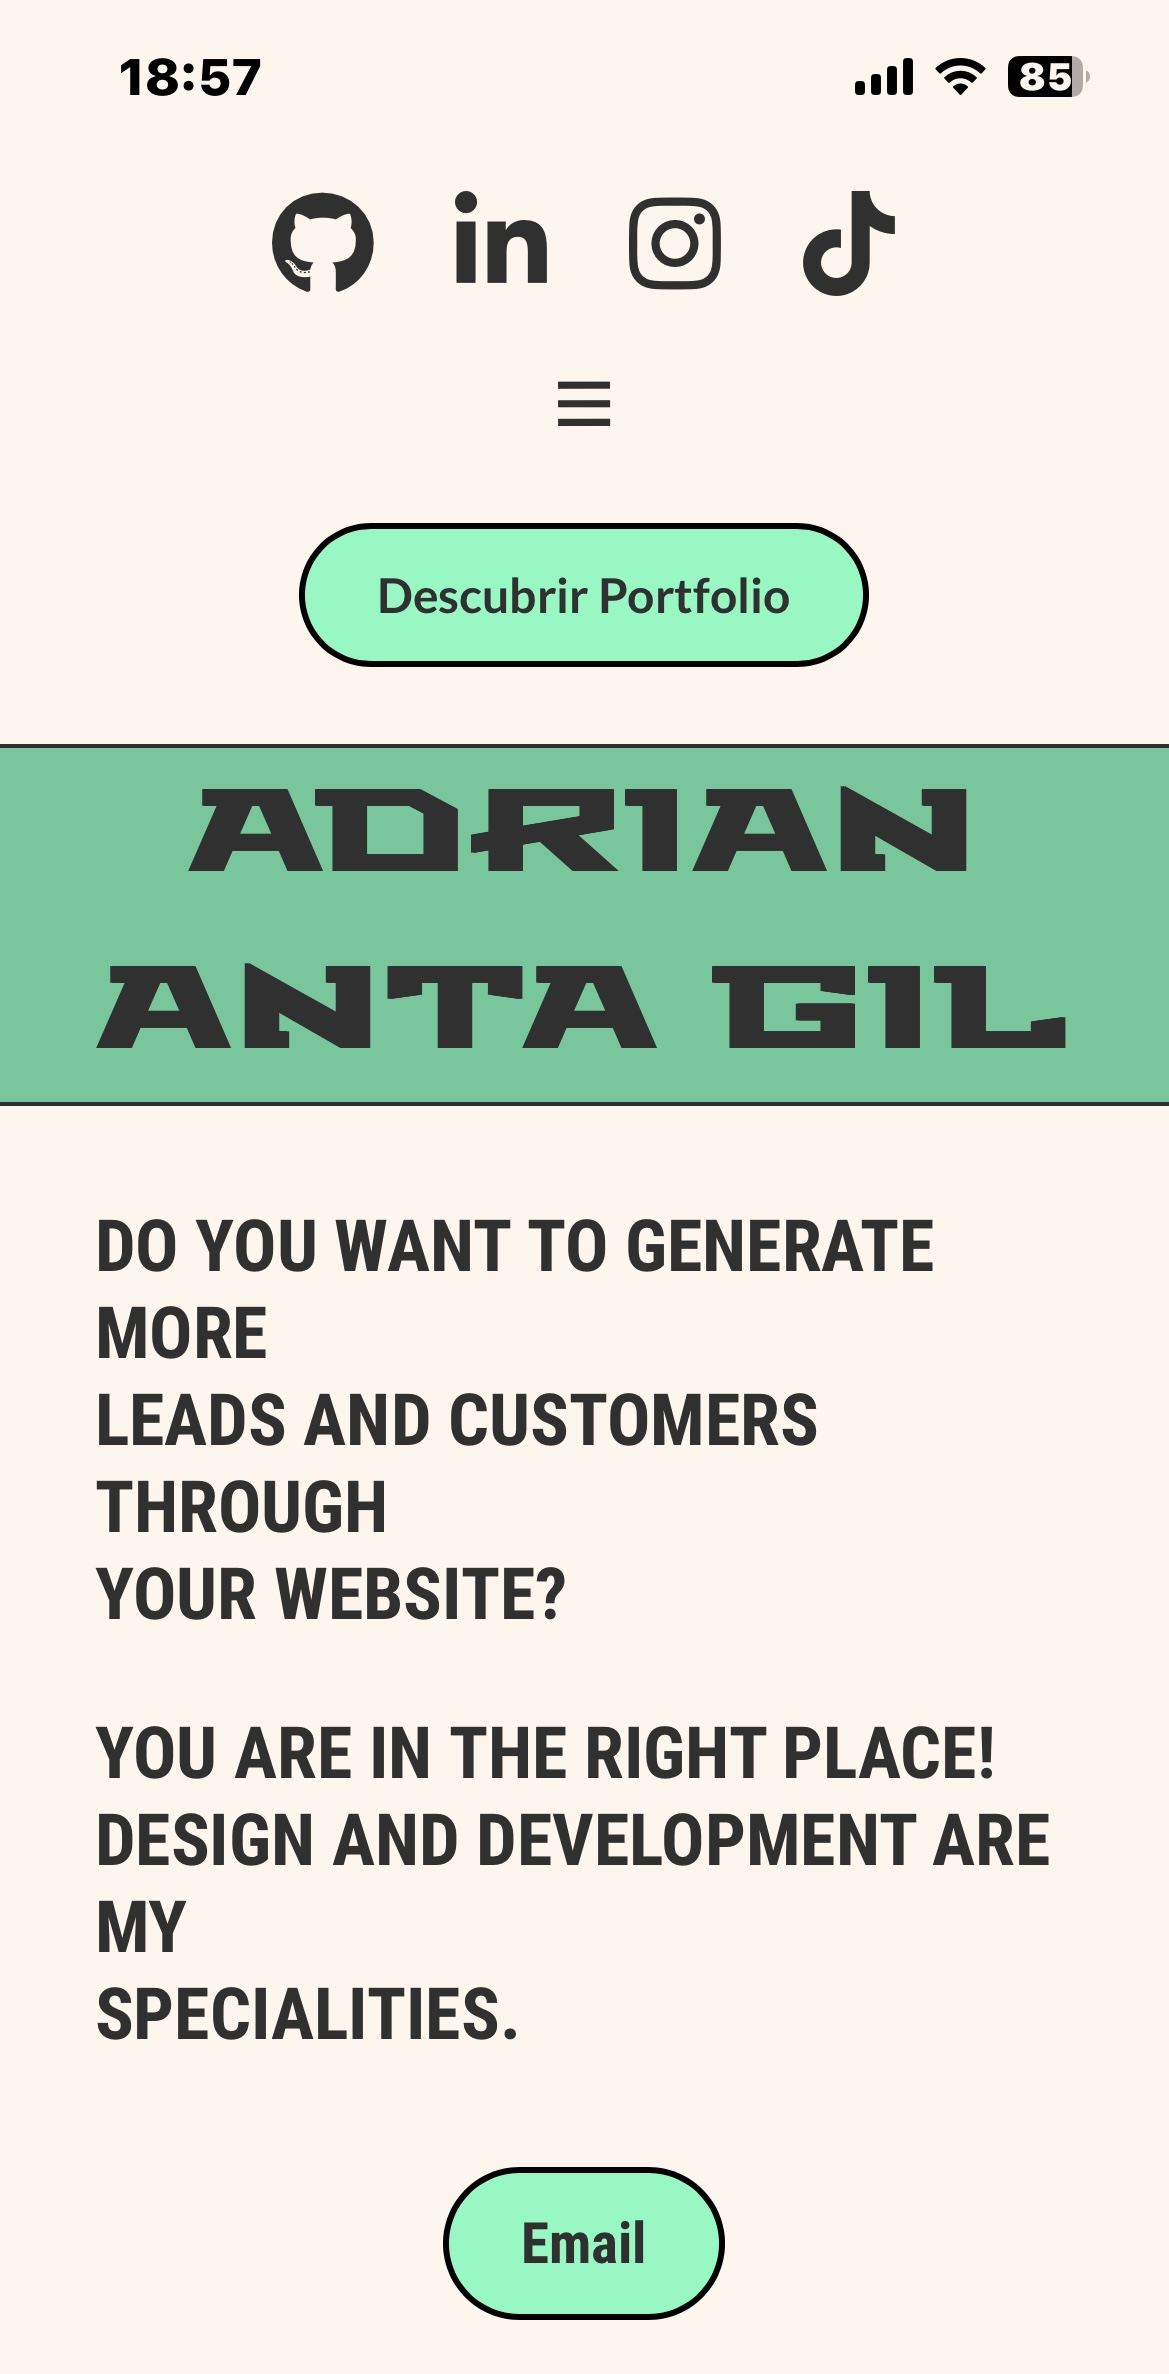 18:57
85
Descubrir Portfolio
ADRIAN
ANTA GIL
DO YOU WANT TO GENERATE
MORE
LEADS AND CUSTOMERS
THROUGH
YOUR WEBSITE?
YOU ARE IN THE RIGHT PLACE!
DESIGN AND DEVELOPMENT ARE
MY
SPECIALITIES.
Email